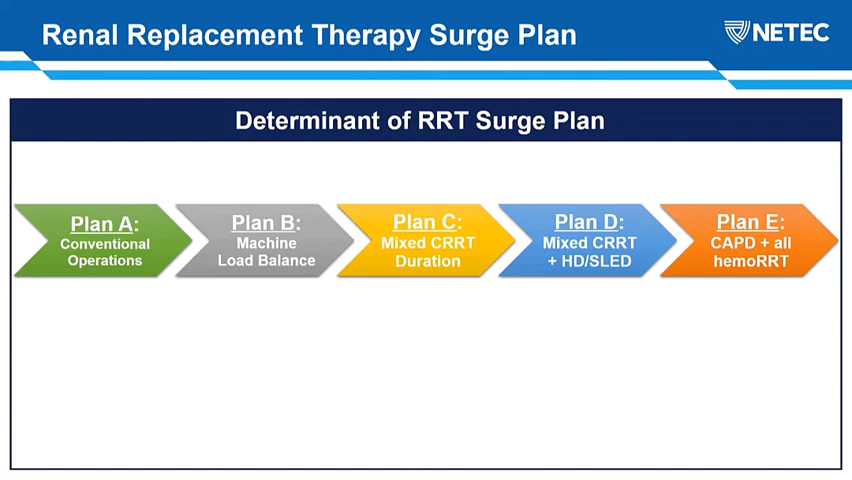 Renal Replacement Therapy Surge Plan
NETEC
Determinant of RRT Surge Plan
Plan A:
Conventional
Operations
Plan B:
Machine
Load Balance
Plan C:
Mixed CRRT
Duration
Plan D:
Mixed CRRT
+ HD/SLED
Plan E:
CAPD + all
hemoRRT